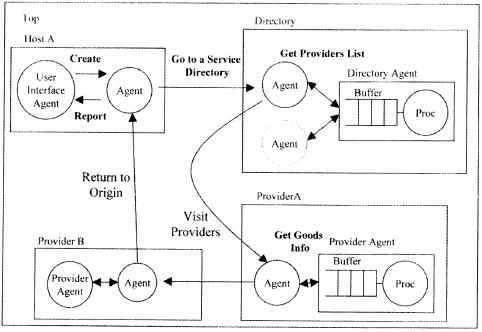 Top
Host A
Create
User
Interface
Agent
Agent
Report
Go to a Service
Directory
Directory
Get Providers List
Agent
Directory Agent
Buffer
Proc
Agent
Return to
Origin
Visit
Providers
ProviderA
Get Goods
Info
Provider Agent
Buffer
Agent
Proc
Provider B
Provider
Agent
Agent